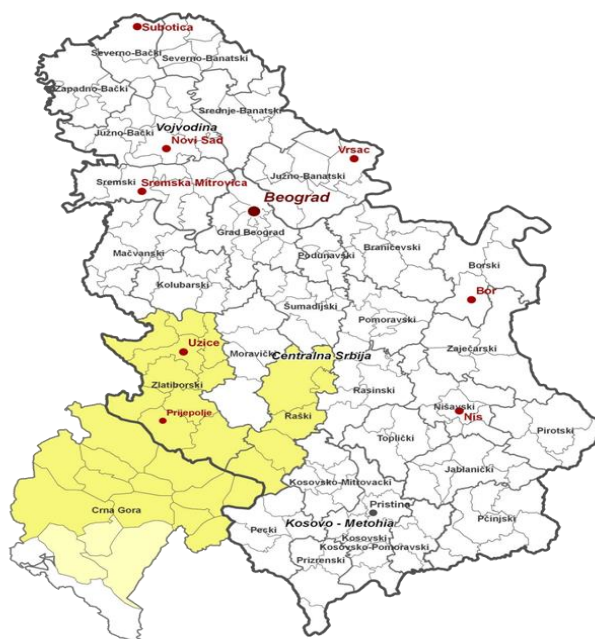 Subotica
Severno-Bački
Severno-Banatski
Zapadno-Bački
Srednje-Banatski
Vojvodina
Južno-Bački
Novi Sad
Vrsac
Južno-Banatski
Sremski
Sremska Mitrovica
Beograd
Grad Beograd
Mačvanski
Podunavski
Braničevski
Borski
Kolubarski
Bor
Šumadijski
Pomoravski
Užice
Moravički
Centralna Srbija
Zaječarski
Zlatiborski
Rasinski
Prijepolje
Raški
Nišavski
Nis
Pirotski
Toplički
Jablanički
Kosovsko-Mitrovacki
Crna Gora
Pristina
Pčinjski
Kosovo - Metohia
Pecki
Kosovski
Kosovsko-Pomoravski
Prizrenski